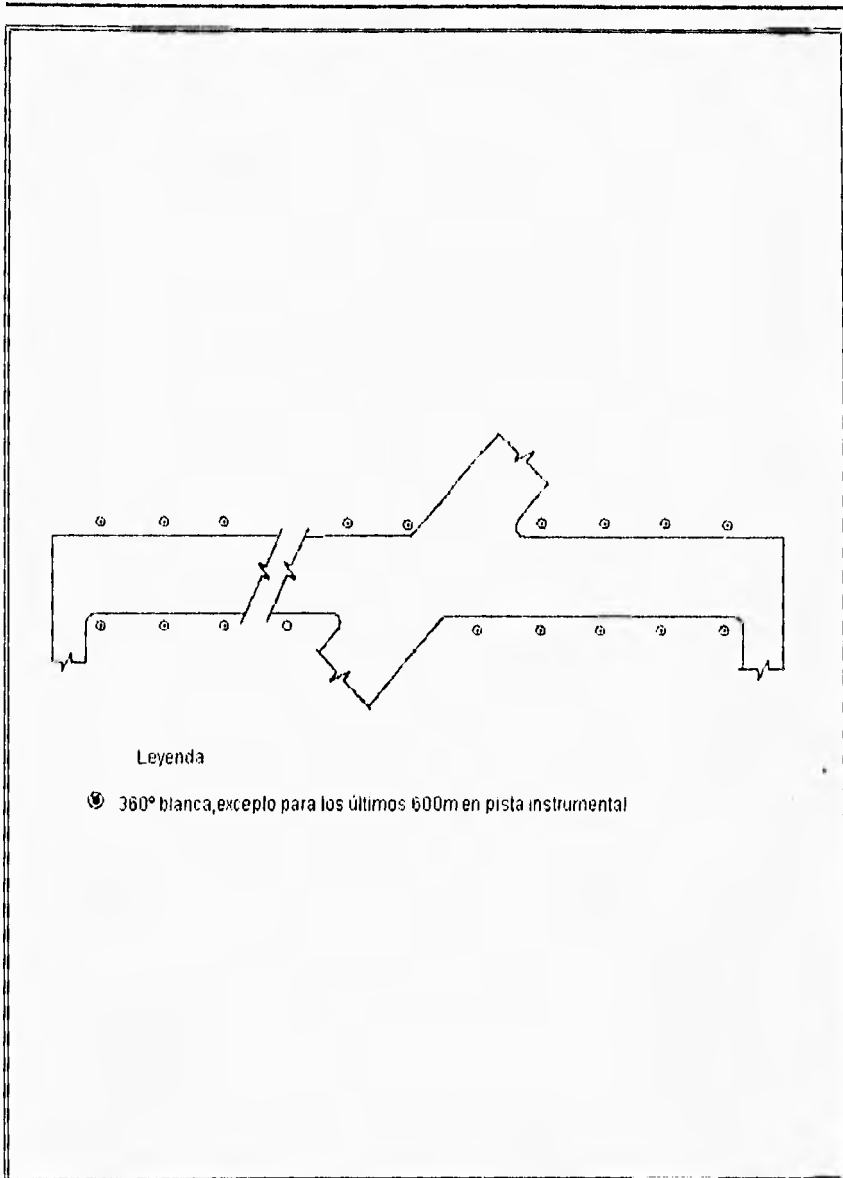 Leyenda
360° blanca, excepto para los últimos 600m en pista instrumental